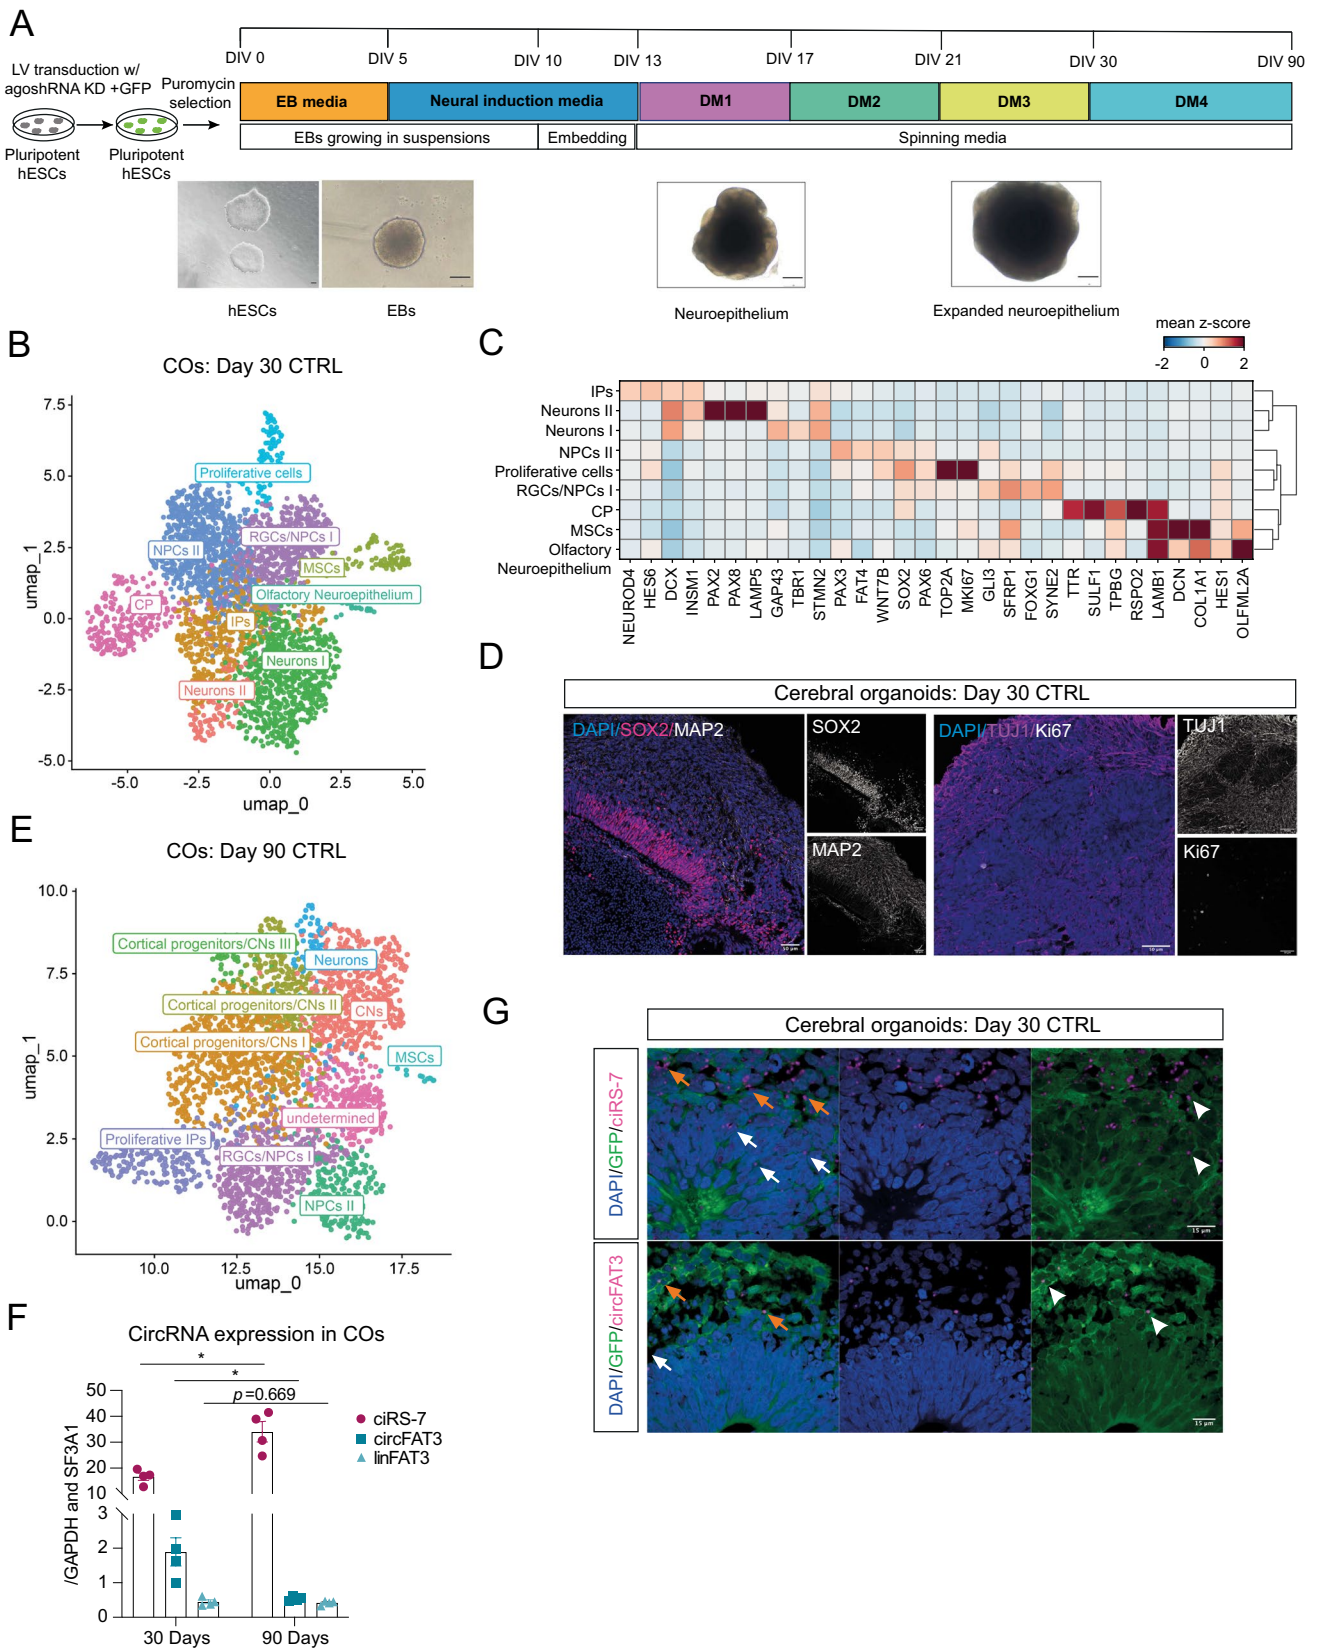 A
DIV 0
DIV 5
DIV 10
DIV 13
DIV 17
DIV 21
DIV 30
DIV 90
LV transduction w/
agoshRNA KD +GFP
Puromycin
selection
Pluripotent
hESCs
Pluripotent
hESCs
EB media
Neural induction media
DM1
DM2
DM3
DM4
EBs growing in suspensions
Embedding
Spinning media
hESCs
EBs
Neuroepithelium
Expanded neuroepithelium
B
COs: Day 30 CTRL
7.5
5.0
2.5
0.0
-2.5
-5.0
umap_1
-5.0
-2.5
0.0
2.5
5.0
umap_0
Proliferative cells
NPCs II
RGCs/NPCs I
MSCs
Olfactory Neuroepithelium
CP
IPs
Neurons I
Neurons II
C
mean z-score
-2
0
2
IPs
Neurons II
Neurons I
NPCs II
Proliferative cells
RGCs/NPCs I
CP
MSCs
Olfactory
Neuroepithelium
NEUROD4
HES6
DCX
INSM1
PAX2
PAX8
LAMP5
GAP43
TBR1
STMN2
PAX3
FAT4
WNT7B
SOX2
PAX6
TOP2A
MKI67
GLI3
SFRP1
FOXG1
SYNE2
TTR
SULF1
TPBG
RSPO2
LAMB1
DCN
COL1A1
HES1
OLFML2A
D
Cerebral organoids: Day 30 CTRL
DAPI/SOX2/MAP2
SOX2
MAP2
DAPI/TUJ1/Ki67
TUJ1
Ki67
50 µm
50 µm
E
COs: Day 90 CTRL
10.0
7.5
5.0
2.5
0.0
umap_1
10.0
12.5
15.0
17.5
umap_0
Cortical progenitors/CNs III
Neurons
Cortical progenitors/CNs II
CNs
Cortical progenitors/CNs I
MSCs
undetermined
Proliferative IPs
RGCs/NPCs I
NPCs II
F
CircRNA expression in COs
*
*
p=0.669
50
40
30
20
10
3
2
1
0
/GAPDH and SF3A1
30 Days
90 Days
ciRS-7
circFAT3
linFAT3
G
Cerebral organoids: Day 30 CTRL
DAPI/GFP/ciRS-7
15 µm
DAPI/GFP/circFAT3
15 µm